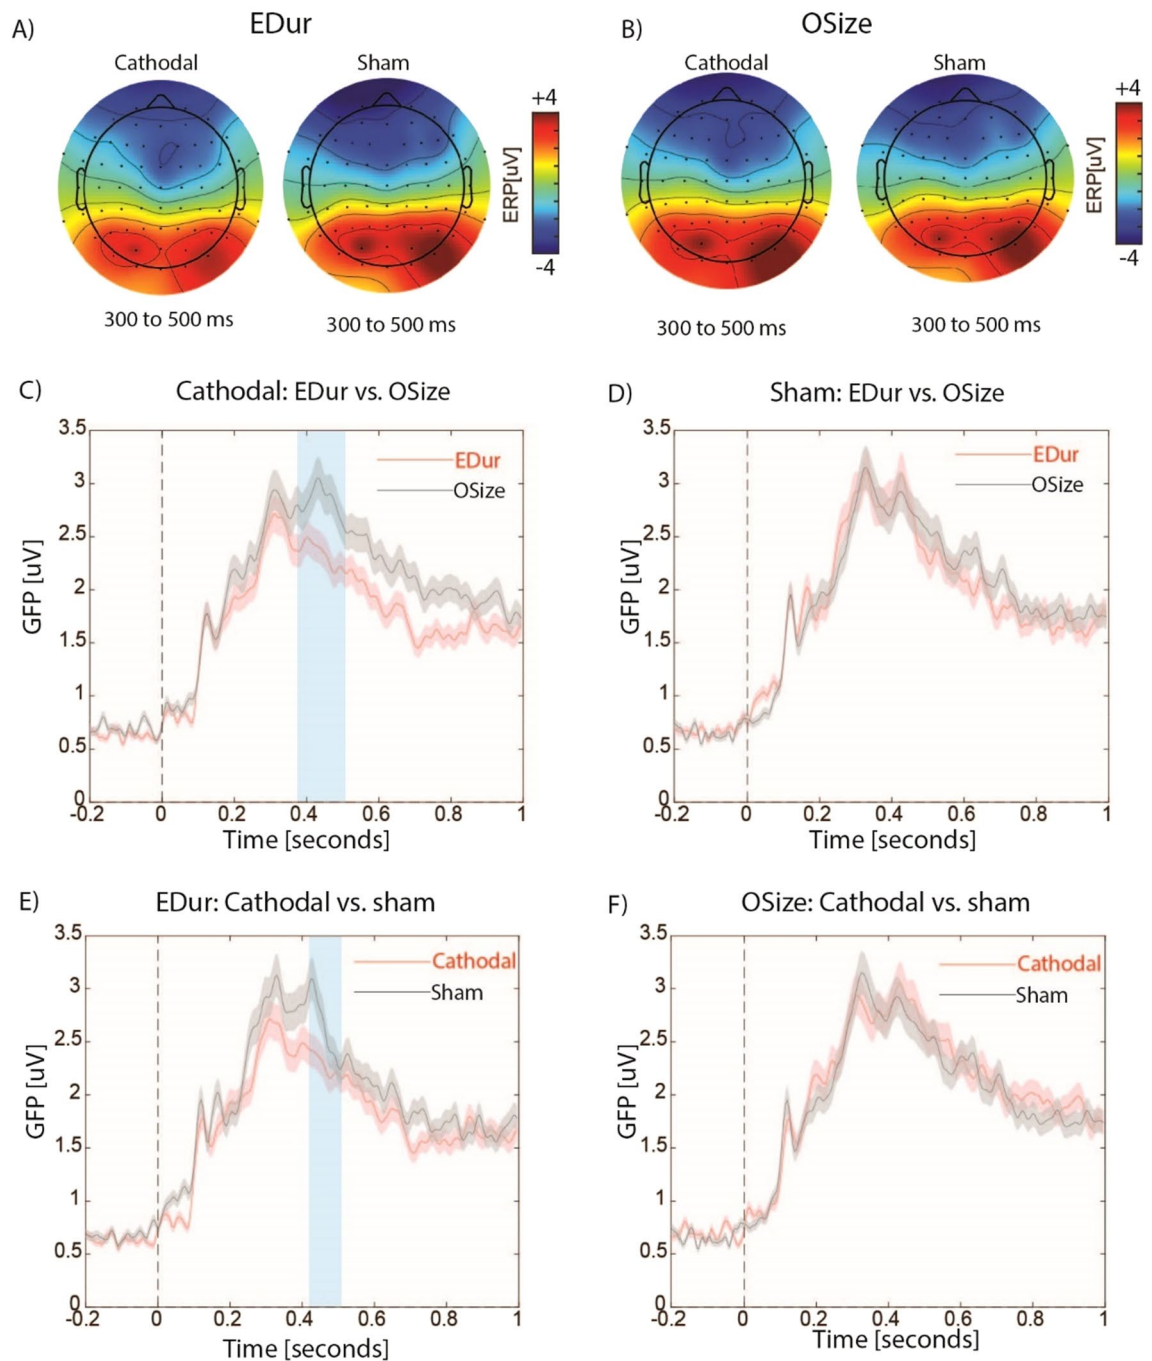 A)
EDur
B)
OSize
Cathodal
Sham
Cathodal
Sham
+4
ERP[uV]
-4
+4
ERP[uV]
-4
300 to 500 ms
300 to 500 ms
300 to 500 ms
300 to 500 ms
C)
Cathodal: EDur vs. OSize
3.5
3
2.5
2
1.5
1
0.5
0
GFP [uV]
EDur
OSize
-0.2
0
0.2
0.4
0.6
0.8
1
Time [seconds]
D)
Sham: EDur vs. OSize
3.5
3
2.5
2
1.5
1
0.5
0
GFP [uV]
EDur
OSize
-0.2
0
0.2
0.4
0.6
0.8
1
Time [seconds]
E)
EDur: Cathodal vs. sham
3.5
3
2.5
2
1.5
1
0.5
0
GFP [uV]
Cathodal
Sham
-0.2
0
0.2
0.4
0.6
0.8
1
Time [seconds]
F)
OSize: Cathodal vs. sham
3.5
3
2.5
2
1.5
1
0.5
0
GFP [uV]
Cathodal
Sham
-0.2
0
0.2
0.4
0.6
0.8
1
Time [seconds]